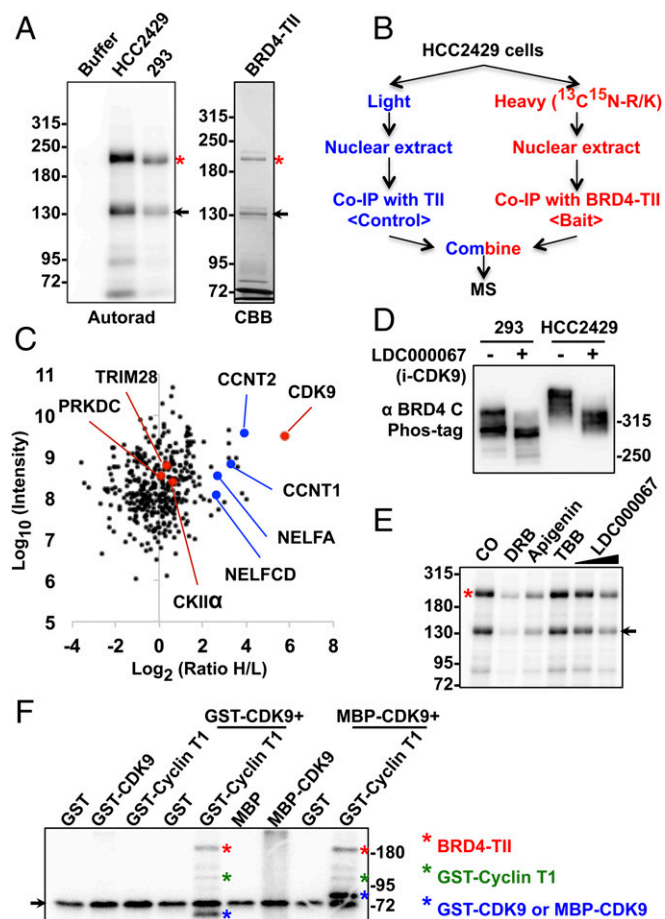 A
Buffer
HCC2429
293
BRD4-TII
315-
250-
180-
130-
95-
72-
*
315-
250-
180-
130-
95-
72-
*
Autorad
CBB
B
HCC2429 cells
Light
Heavy (¹³C¹⁵N-R/K)
Nuclear extract
Nuclear extract
Co-IP with TII
Co-IP with BRD4-TII
<Control>
<Bait>
Combine
MS
C
Log₁₀ (Intensity)
11
10
9
8
7
6
5
-4
-2
0
2
4
6
8
Log₂ (Ratio H/L)
TRIM28
PRKDC
CCNT2
CDK9
CCNT1
NELFA
NELFCD
CKIIα
D
293
HCC2429
LDC000067
(i-CDK9)
- + - +
α BRD4 C
Phos-tag
-315
-250
E
CO
DRB
Apigenin
TBB
LDC000067
315-
180-
130-
95-
72-
*
F
GST-CDK9+
MBP-CDK9+
GST
GST-CDK9
GST-Cyclin T1
GST
GST-Cyclin T1
MBP
MBP-CDK9
GST
GST-Cyclin T1
* *
* *
* *
-180
-95
-72
* BRD4-TII
* GST-Cyclin T1
* GST-CDK9 or MBP-CDK9